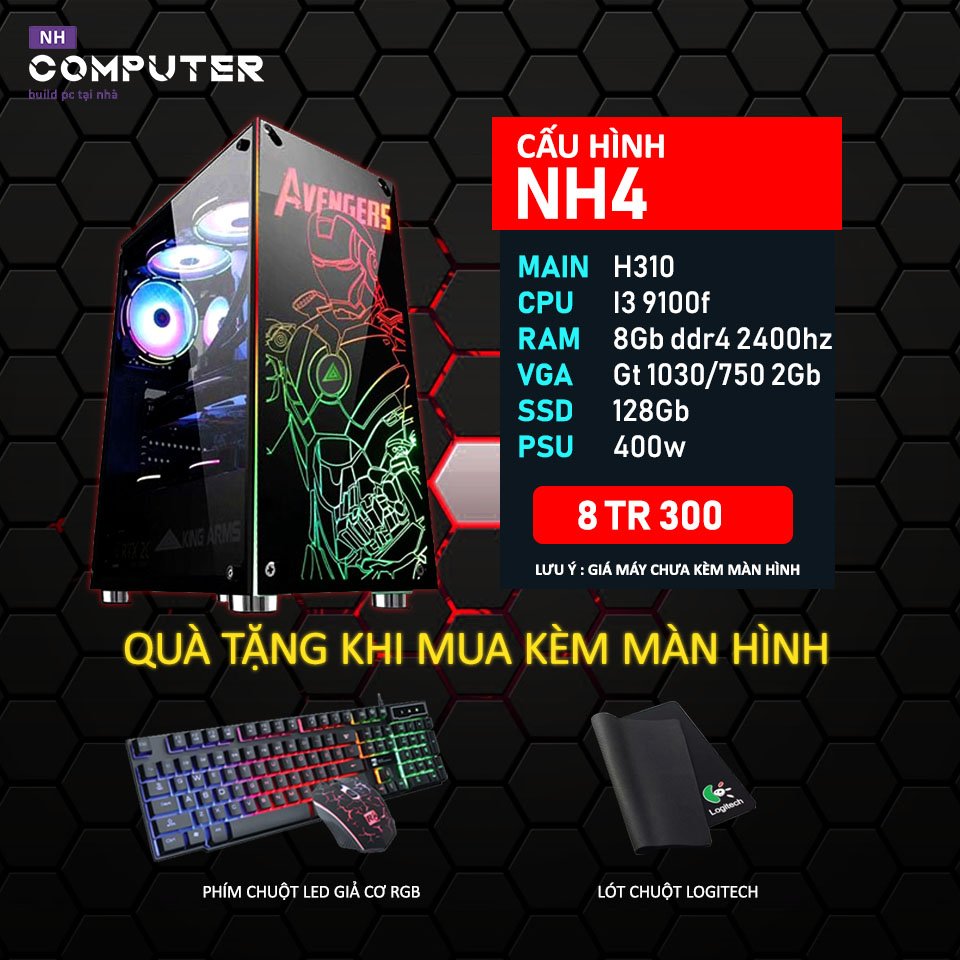 NH
COMPUTER
build pc tại nhà
CẤU HÌNH
NH4
AVENGERS
MAIN H310
CPU I3 9100f
RAM 8Gb ddr4 2400hz
VGA Gt 1030/750 2Gb
SSD 128Gb
PSU 400w
KING ARMS
8 TR 300
LƯU Ý : GIÁ MÁY CHƯA KÈM MÀN HÌNH
QUÀ TẶNG KHI MUA KÈM MÀN HÌNH
Logitech
PHÍM CHUỘT LED GIẢ CƠ RGB
LÓT CHUỘT LOGITECH